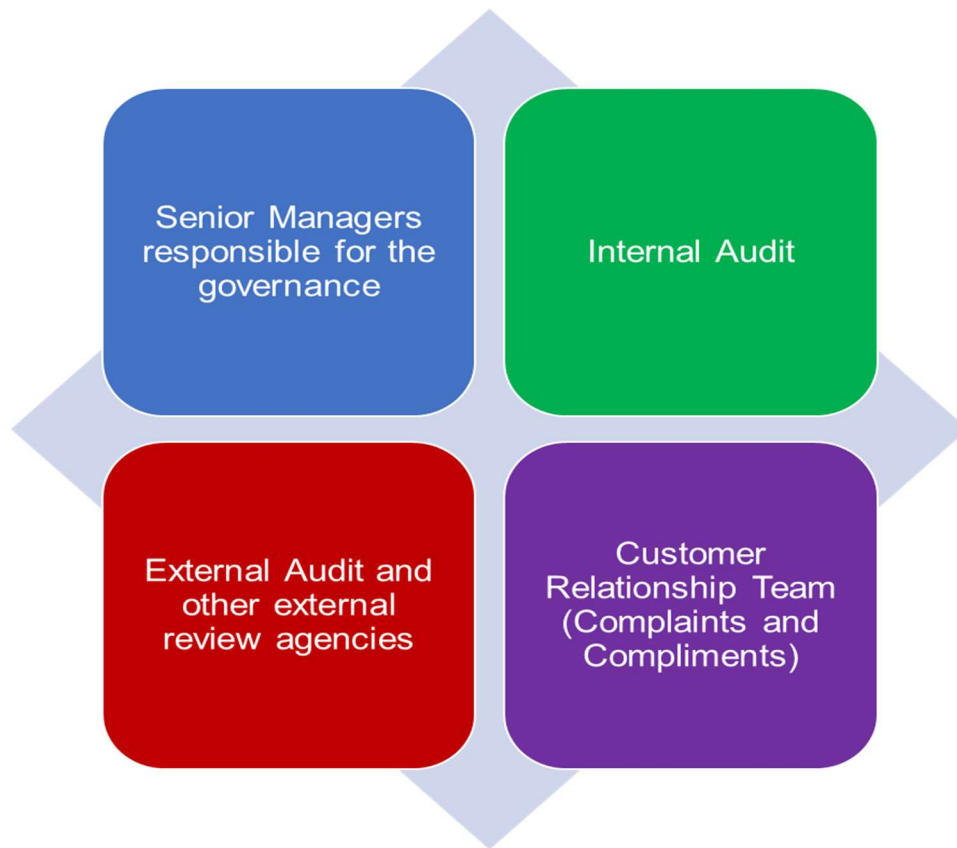 Senior Managers
responsible for the
governance
Internal Audit
External Audit and
other external
review agencies
Customer
Relationship Team
(Complaints and
Compliments)